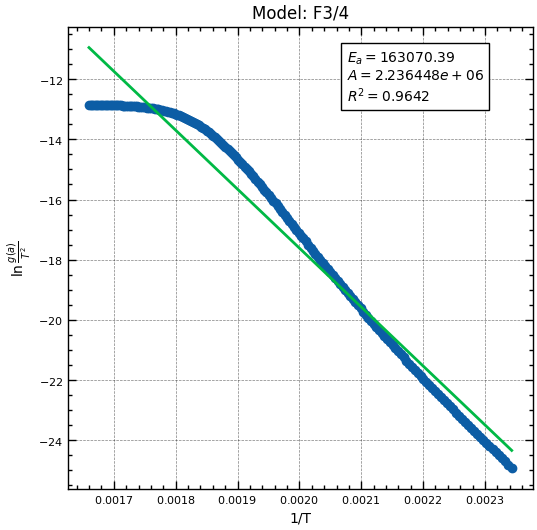 Model: F3/4
E_a = 163070.39
A = 2.236448e + 06
R^2 = 0.9642
ln g(a)/T^2
−12
−14
−16
−18
−20
−22
−24
0.0017 0.0018 0.0019 0.0020 0.0021 0.0022 0.0023
1/T